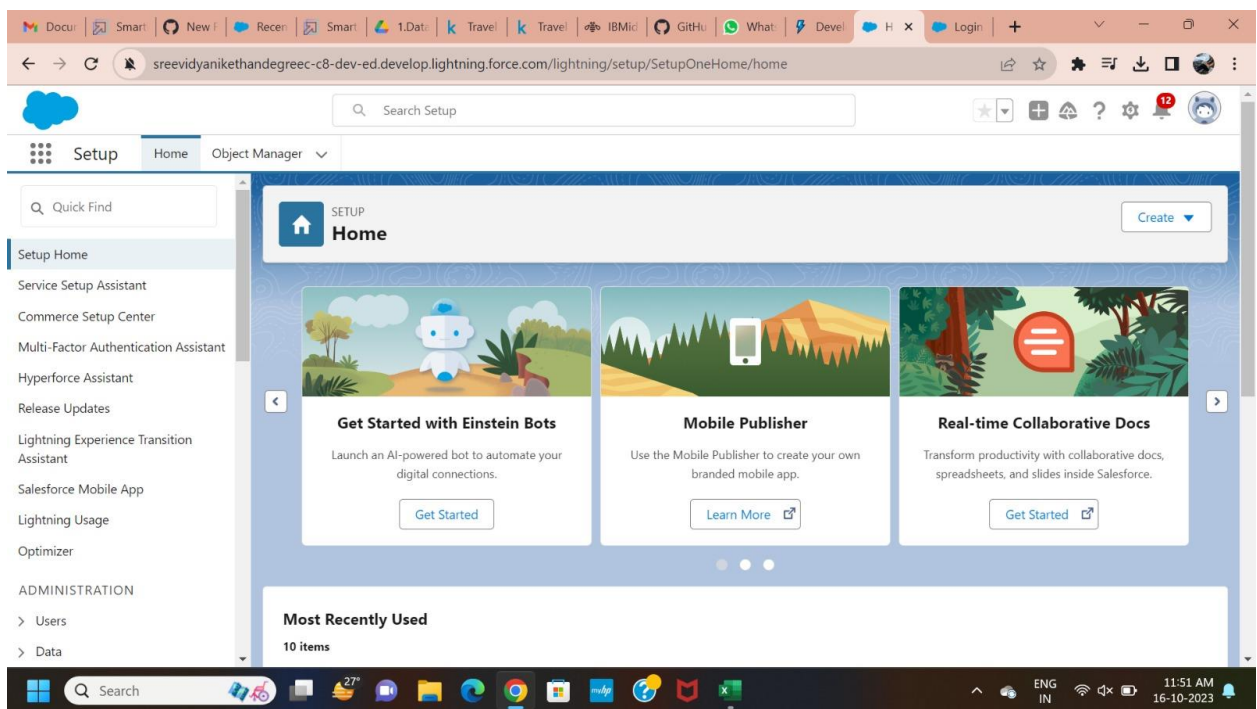 Docur Smart New F Recen Smart 1.Data Travel Travel IBMid GitHu Whats Devel H Login
sreevidyanikethandegreec-c8-dev-ed.develop.lightning.force.com/lightning/setup/SetupOneHome/home
Search Setup
12
Setup Home Object Manager
Quick Find
Setup Home
Service Setup Assistant
Commerce Setup Center
Multi-Factor Authentication Assistant
Hyperforce Assistant
Release Updates
Lightning Experience Transition
Assistant
Salesforce Mobile App
Lightning Usage
Optimizer
ADMINISTRATION
Users
Data
SETUP
Home
Create
Get Started with Einstein Bots
Launch an AI-powered bot to automate your
digital connections.
Get Started
Mobile Publisher
Use the Mobile Publisher to create your own
branded mobile app.
Learn More
Real-time Collaborative Docs
Transform productivity with collaborative docs,
spreadsheets, and slides inside Salesforce.
Get Started
Most Recently Used
10 items
Search
27°
mvhp
ENG
IN
11:51 AM
16-10-2023